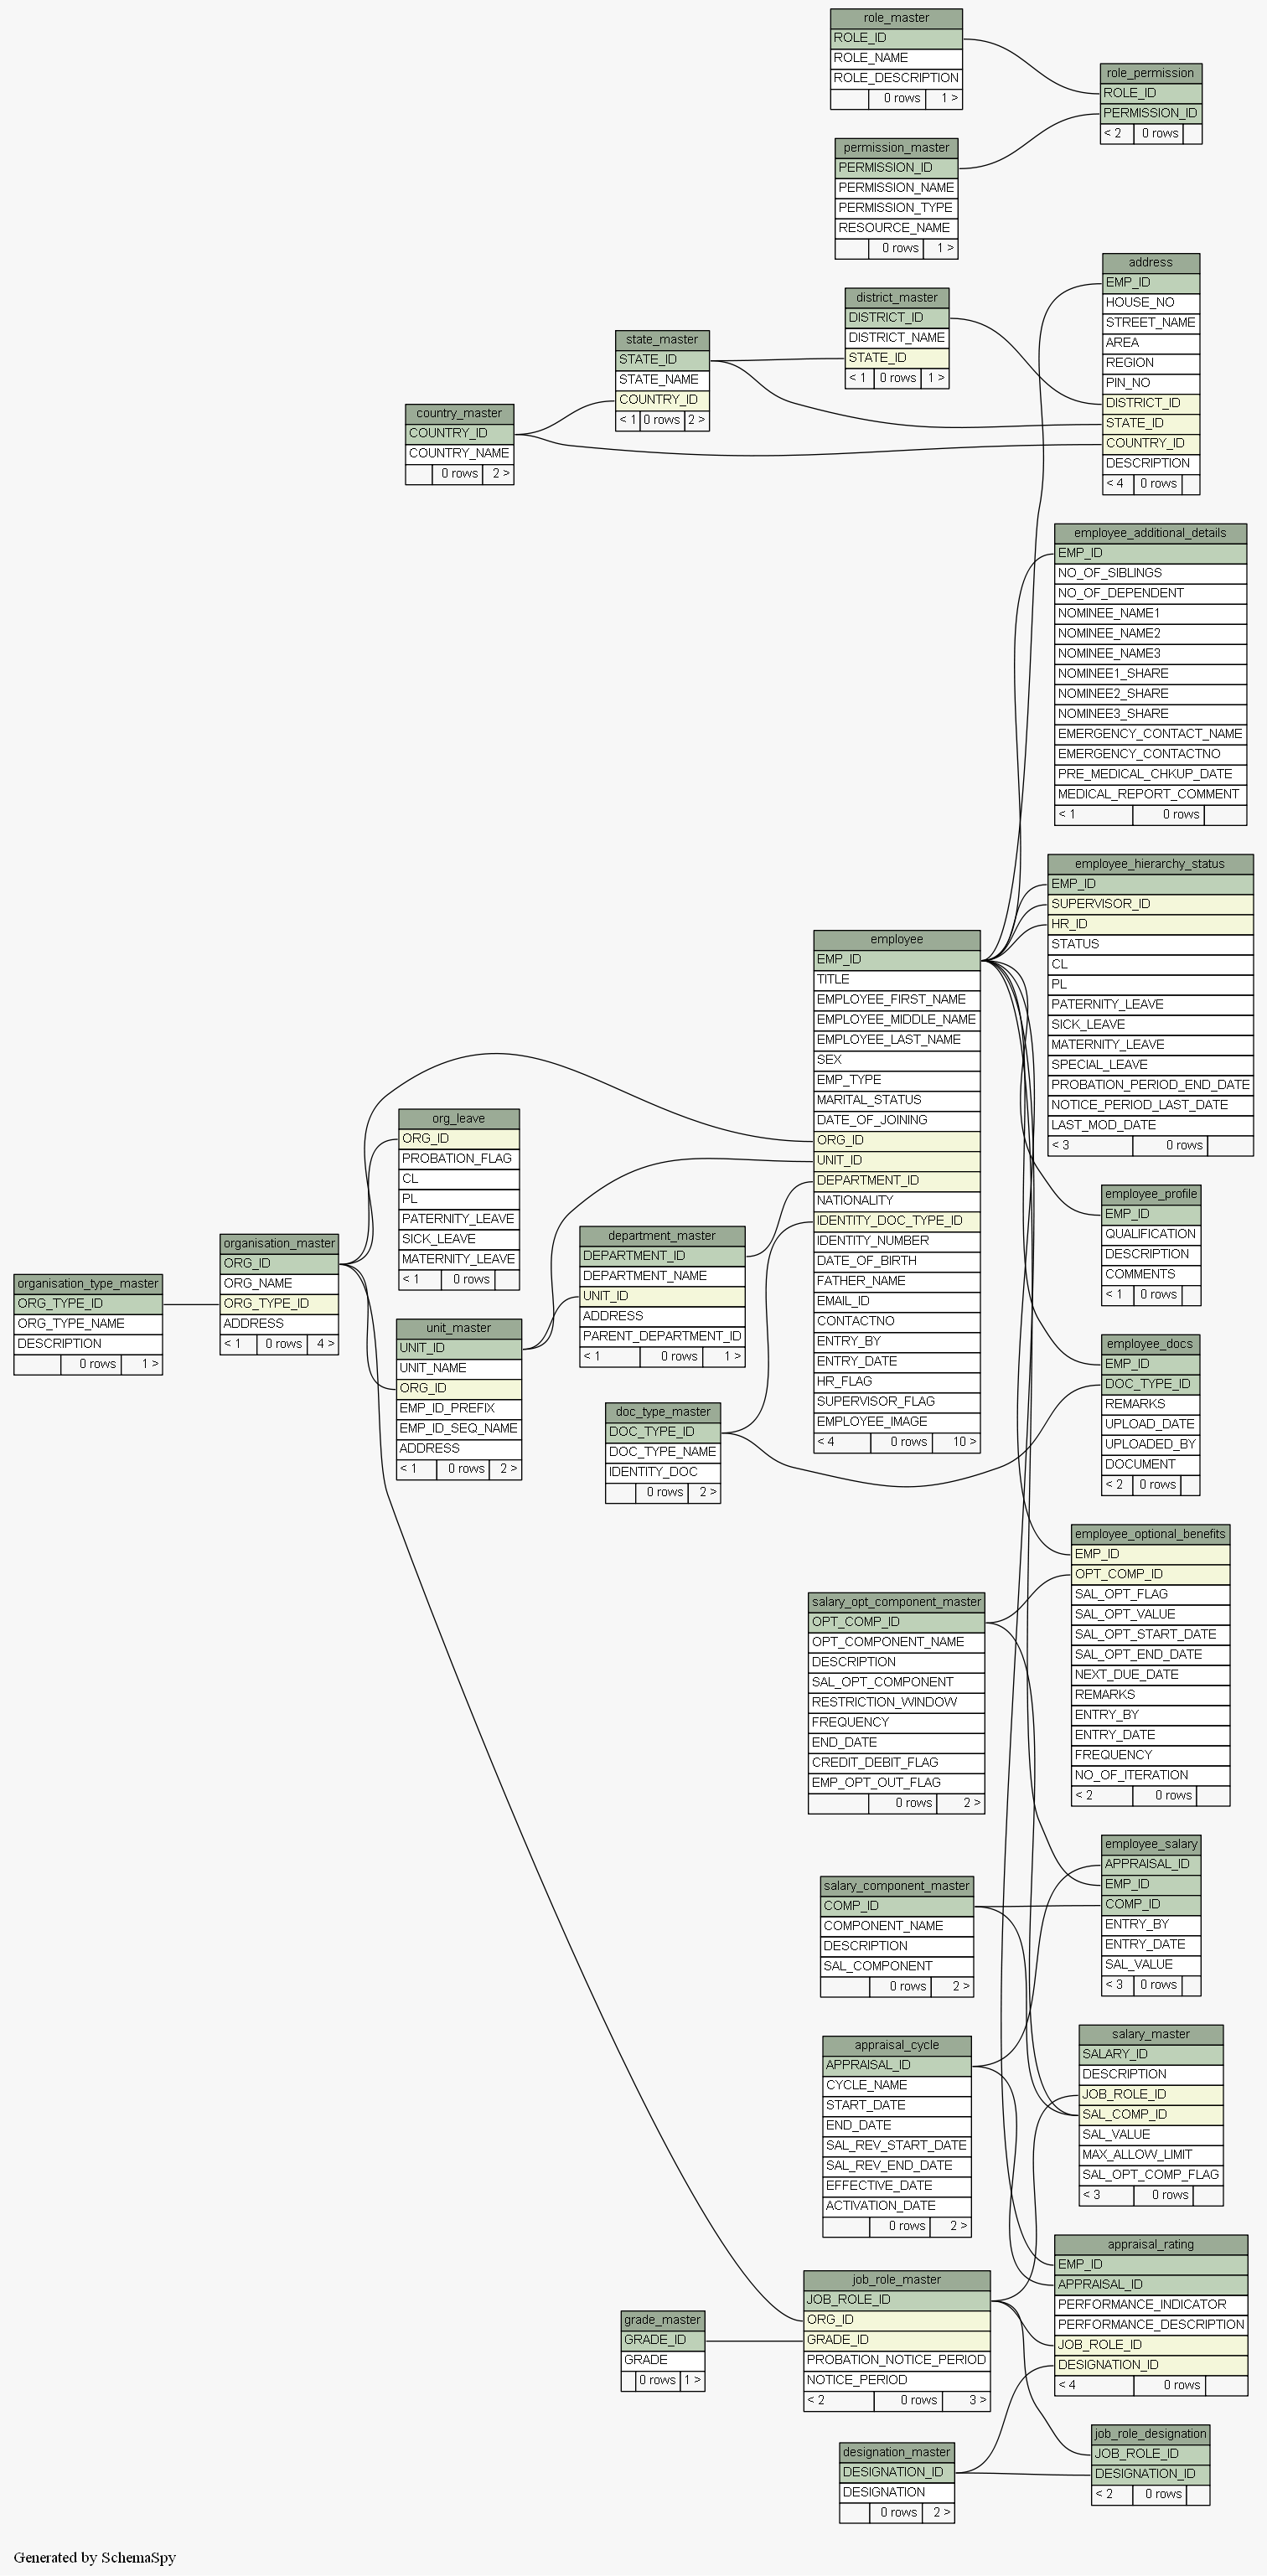 role_master
ROLE_ID
ROLE_NAME
ROLE_DESCRIPTION
0 rows 1 >
role_permission
ROLE_ID
PERMISSION_ID
< 2 0 rows
permission_master
PERMISSION_ID
PERMISSION_NAME
PERMISSION_TYPE
RESOURCE_NAME
0 rows 1 >
address
EMP_ID
HOUSE_NO
STREET_NAME
AREA
REGION
PIN_NO
DISTRICT_ID
STATE_ID
COUNTRY_ID
DESCRIPTION
< 4 0 rows
district_master
DISTRICT_ID
DISTRICT_NAME
STATE_ID
< 1 0 rows 1 >
state_master
STATE_ID
STATE_NAME
COUNTRY_ID
< 1 0 rows 2 >
country_master
COUNTRY_ID
COUNTRY_NAME
0 rows 2 >
employee_additional_details
EMP_ID
NO_OF_SIBLINGS
NO_OF_DEPENDENT
NOMINEE_NAME1
NOMINEE_NAME2
NOMINEE_NAME3
NOMINEE1_SHARE
NOMINEE2_SHARE
NOMINEE3_SHARE
EMERGENCY_CONTACT_NAME
EMERGENCY_CONTACTNO
PRE_MEDICAL_CHKUP_DATE
MEDICAL_REPORT_COMMENT
< 1 0 rows
employee_hierarchy_status
EMP_ID
SUPERVISOR_ID
HR_ID
STATUS
CL
PL
PATERNITY_LEAVE
SICK_LEAVE
MATERNITY_LEAVE
SPECIAL_LEAVE
PROBATION_PERIOD_END_DATE
NOTICE_PERIOD_LAST_DATE
LAST_MOD_DATE
< 3 0 rows
employee
EMP_ID
TITLE
EMPLOYEE_FIRST_NAME
EMPLOYEE_MIDDLE_NAME
EMPLOYEE_LAST_NAME
SEX
EMP_TYPE
MARITAL_STATUS
DATE_OF_JOINING
ORG_ID
UNIT_ID
DEPARTMENT_ID
NATIONALITY
IDENTITY_DOC_TYPE_ID
IDENTITY_NUMBER
DATE_OF_BIRTH
FATHER_NAME
EMAIL_ID
CONTACTNO
ENTRY_BY
ENTRY_DATE
HR_FLAG
SUPERVISOR_FLAG
EMPLOYEE_IMAGE
< 4 0 rows 10 >
org_leave
ORG_ID
PROBATION_FLAG
CL
PL
PATERNITY_LEAVE
SICK_LEAVE
MATERNITY_LEAVE
< 1 0 rows
organisation_master
ORG_ID
ORG_NAME
ORG_TYPE_ID
ADDRESS
< 1 0 rows 4 >
organisation_type_master
ORG_TYPE_ID
ORG_TYPE_NAME
DESCRIPTION
0 rows 1 >
department_master
DEPARTMENT_ID
DEPARTMENT_NAME
UNIT_ID
ADDRESS
PARENT_DEPARTMENT_ID
< 1 0 rows 1 >
unit_master
UNIT_ID
UNIT_NAME
ORG_ID
EMP_ID_PREFIX
EMP_ID_SEQ_NAME
ADDRESS
< 1 0 rows 2 >
doc_type_master
DOC_TYPE_ID
DOC_TYPE_NAME
IDENTITY_DOC
0 rows 2 >
employee_profile
EMP_ID
QUALIFICATION
DESCRIPTION
COMMENTS
< 1 0 rows
employee_docs
EMP_ID
DOC_TYPE_ID
REMARKS
UPLOAD_DATE
UPLOADED_BY
DOCUMENT
< 2 0 rows
employee_optional_benefits
EMP_ID
OPT_COMP_ID
SAL_OPT_FLAG
SAL_OPT_VALUE
SAL_OPT_START_DATE
SAL_OPT_END_DATE
NEXT_DUE_DATE
REMARKS
ENTRY_BY
ENTRY_DATE
FREQUENCY
NO_OF_ITERATION
< 2 0 rows
salary_opt_component_master
OPT_COMP_ID
OPT_COMPONENT_NAME
DESCRIPTION
SAL_OPT_COMPONENT
RESTRICTION_WINDOW
FREQUENCY
END_DATE
CREDIT_DEBIT_FLAG
EMP_OPT_OUT_FLAG
0 rows 2 >
employee_salary
APPRAISAL_ID
EMP_ID
COMP_ID
ENTRY_BY
ENTRY_DATE
SAL_VALUE
< 3 0 rows
salary_component_master
COMP_ID
COMPONENT_NAME
DESCRIPTION
SAL_COMPONENT
0 rows 2 >
salary_master
SALARY_ID
DESCRIPTION
JOB_ROLE_ID
SAL_COMP_ID
SAL_VALUE
MAX_ALLOW_LIMIT
SAL_OPT_COMP_FLAG
< 3 0 rows
appraisal_cycle
APPRAISAL_ID
CYCLE_NAME
START_DATE
END_DATE
SAL_REV_START_DATE
SAL_REV_END_DATE
EFFECTIVE_DATE
ACTIVATION_DATE
0 rows 2 >
appraisal_rating
EMP_ID
APPRAISAL_ID
PERFORMANCE_INDICATOR
PERFORMANCE_DESCRIPTION
JOB_ROLE_ID
DESIGNATION_ID
< 4 0 rows
job_role_master
JOB_ROLE_ID
ORG_ID
GRADE_ID
PROBATION_NOTICE_PERIOD
NOTICE_PERIOD
< 2 0 rows 3 >
grade_master
GRADE_ID
GRADE
0 rows 1 >
job_role_designation
JOB_ROLE_ID
DESIGNATION_ID
< 2 0 rows
designation_master
DESIGNATION_ID
DESIGNATION
0 rows 2 >
Generated by SchemaSpy